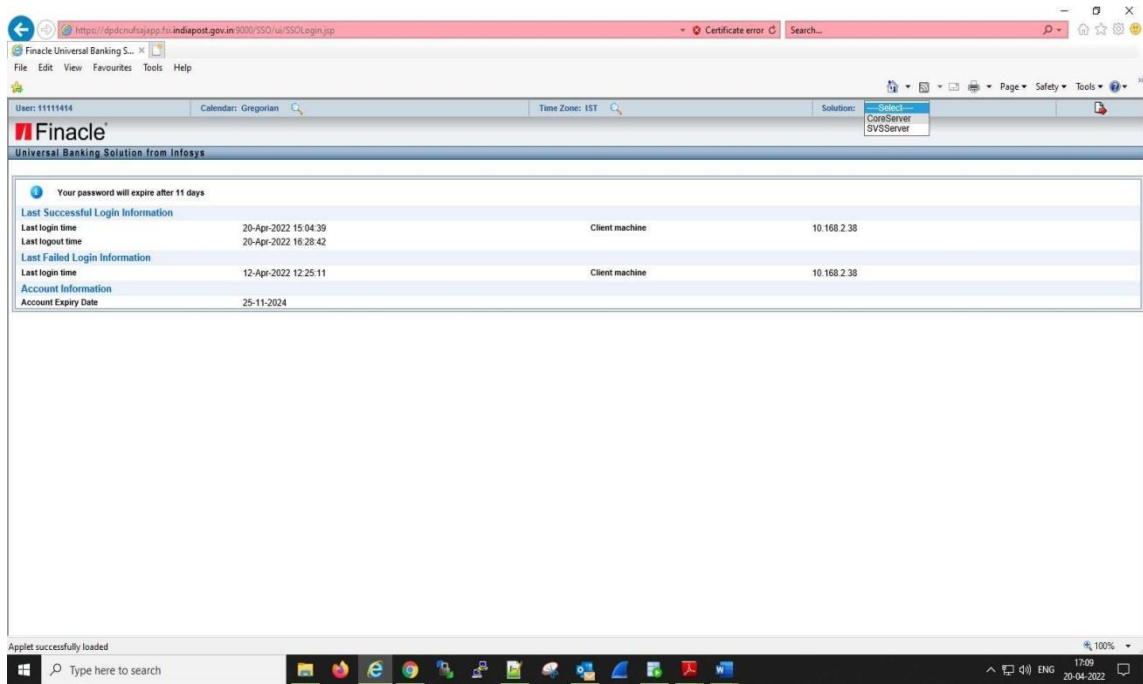 https://dpdcnufsajapp.fsi.indiapost.gov.in:9000/SSO/ui/SSOLogin.jsp
Certificate error
Search...
Finacle Universal Banking S...
File Edit View Favourites Tools Help
Page Safety Tools
User: 11111414 Calendar: Gregorian Time Zone: IST Solution: ----Select----
CoreServer
SVSServer
Finacle
Universal Banking Solution from Infosys
Your password will expire after 11 days
Last Successful Login Information
Last login time 20-Apr-2022 15:04:39 Client machine 10.168.2.38
Last logout time 20-Apr-2022 16:28:42
Last Failed Login Information
Last login time 12-Apr-2022 12:25:11 Client machine 10.168.2.38
Account Information
Account Expiry Date 25-11-2024
Applet successfully loaded 100%
Type here to search ENG 17:09
20-04-2022